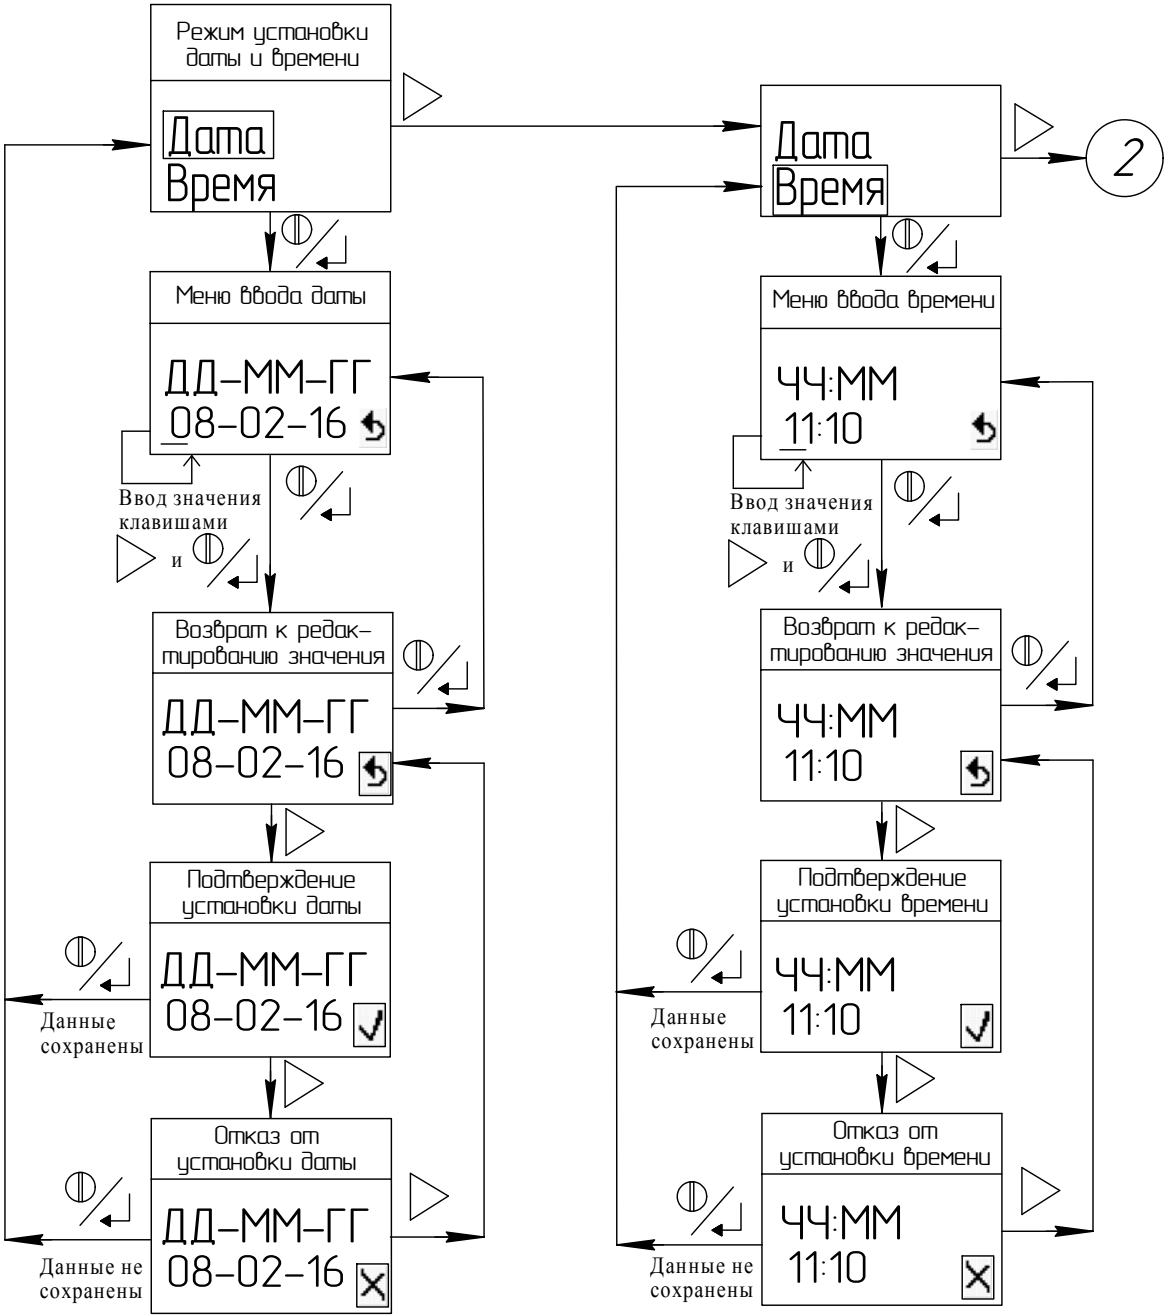 Режим установки
даты и времени
Дата
Время
Меню ввода даты
ДД-ММ-ГГ
08-02-16
Ввод значения
клавишами
и
Возврат к редак-
тированию значения
ДД-ММ-ГГ
08-02-16
Подтверждение
установки даты
ДД-ММ-ГГ
08-02-16
Данные
сохранены
Отказ от
установки даты
ДД-ММ-ГГ
08-02-16
Данные не
сохранены
Дата
Время
2
Меню ввода времени
ЧЧ:ММ
11:10
Ввод значения
клавишами
и
Возврат к редак-
тированию значения
ЧЧ:ММ
11:10
Подтверждение
установки времени
ЧЧ:ММ
11:10
Данные
сохранены
Отказ от
установки времени
ЧЧ:ММ
11:10
Данные не
сохранены